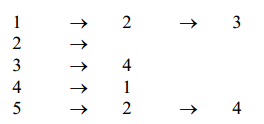 1 → 2 → 3
2 →
3 → 4
4 → 1
5 → 2 → 4